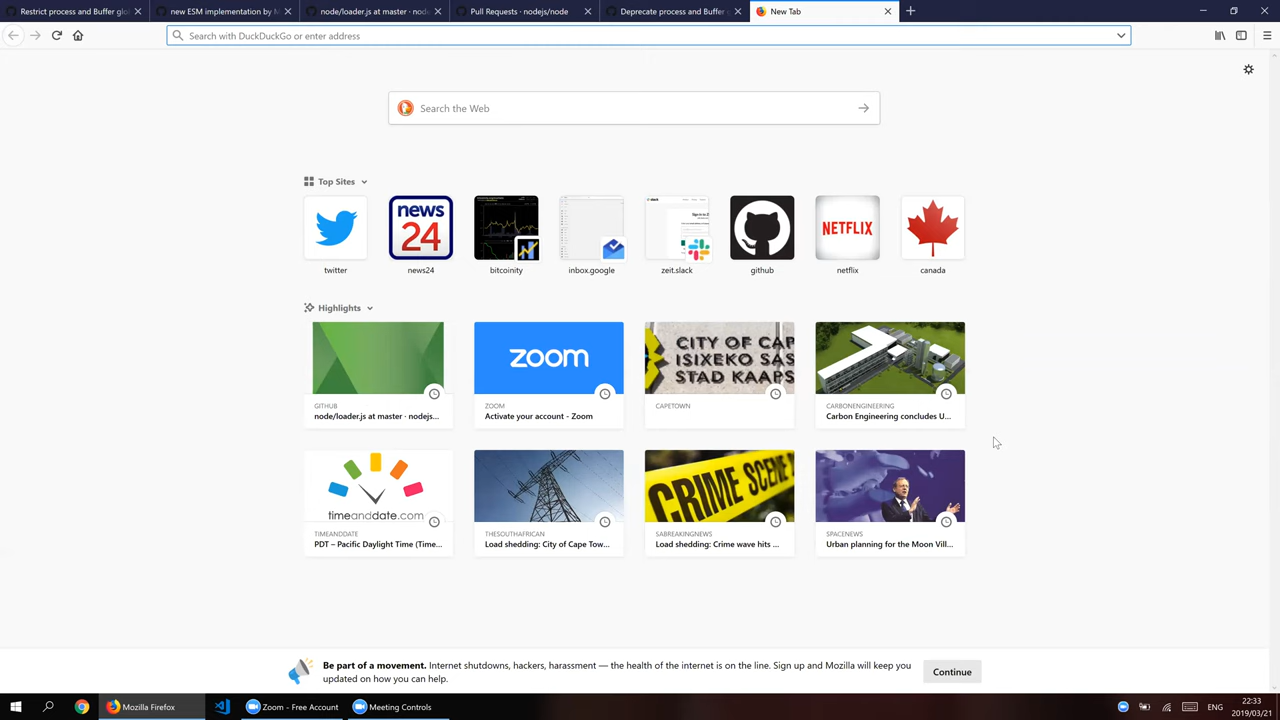 Restrict process and Buffer glo
new ESM implementation by M
node/loader.js at master · node
Pull Requests · nodejs/node
Deprecate process and Buffer
New Tab
Search with DuckDuckGo or enter address
Search the Web
Top Sites
news
24
twitter
news24
bitcoinity
inbox.google
zeit.slack
github
NETFLIX
netflix
canada
Highlights
zoom
CITY OF CAP
ISIXEKO SAS
STAD KAAPS
GITHUB
node/loader.js at master · nodejs...
ZOOM
Activate your account - Zoom
CAPETOWN
CARBONENGINEERING
Carbon Engineering concludes U...
timeanddate.com
CRIME SCENE
TIMEANDDATE
PDT – Pacific Daylight Time (Time...
THESOUTHAFRICAN
Load shedding: City of Cape Tow...
SABREAKINGNEWS
Load shedding: Crime wave hits ...
SPACENEWS
Urban planning for the Moon Vill...
Be part of a movement. Internet shutdowns, hackers, harassment — the health of the internet is on the line. Sign up and Mozilla will keep you
updated on how you can help.
Continue
Mozilla Firefox
Zoom - Free Account
Meeting Controls
ENG
22:33
2019/03/21